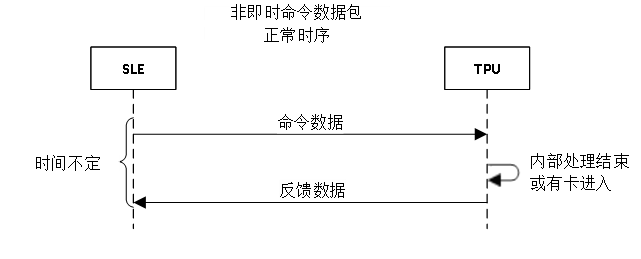 非即时命令数据包
正常时序
SLE
TPU
命令数据
时间不定
内部处理结束
或有卡进入
反馈数据